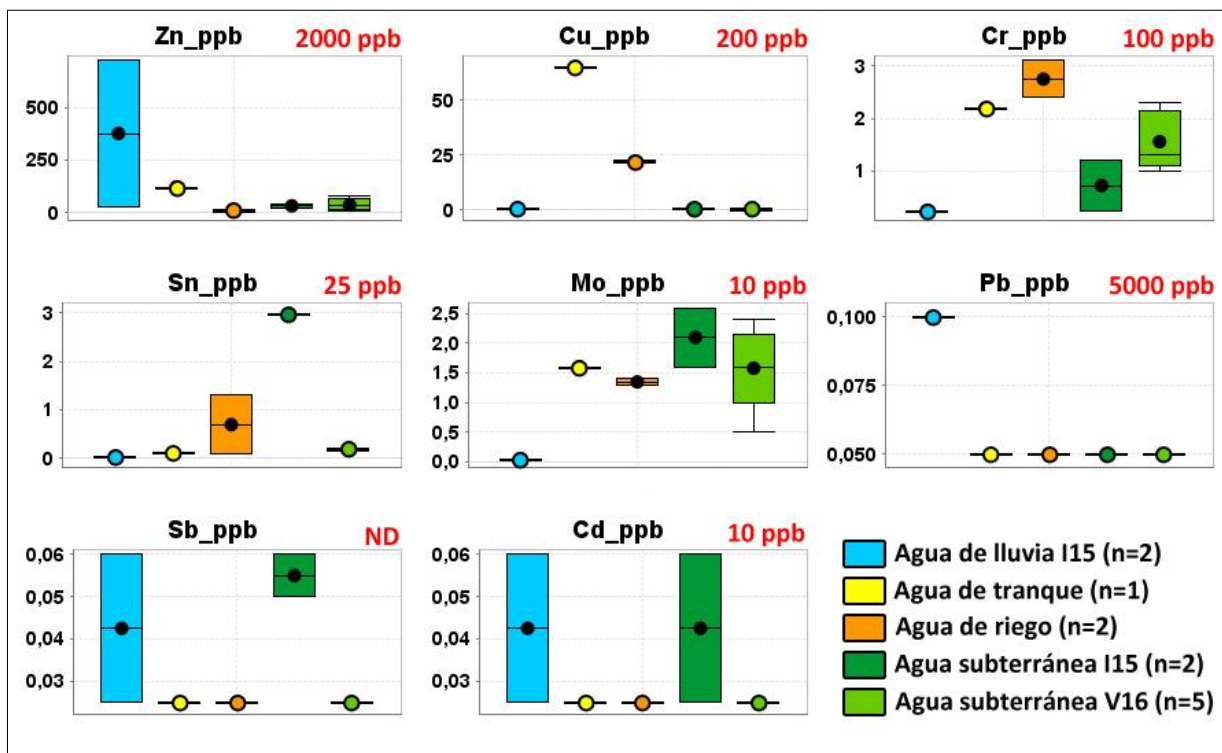 Zn_ppb 2000 ppb
500
250
0
Cu_ppb 200 ppb
50
25
0
Cr_ppb 100 ppb
3
2
1
Sn_ppb 25 ppb
3
2
1
0
Mo_ppb 10 ppb
2,5
2,0
1,5
1,0
0,5
0,0
Pb_ppb 5000 ppb
0,100
0,075
0,050
Sb_ppb ND
0,06
0,05
0,04
0,03
Cd_ppb 10 ppb
0,06
0,05
0,04
0,03
Agua de lluvia I15 (n=2)
Agua de tranque (n=1)
Agua de riego (n=2)
Agua subterránea I15 (n=2)
Agua subterránea V16 (n=5)